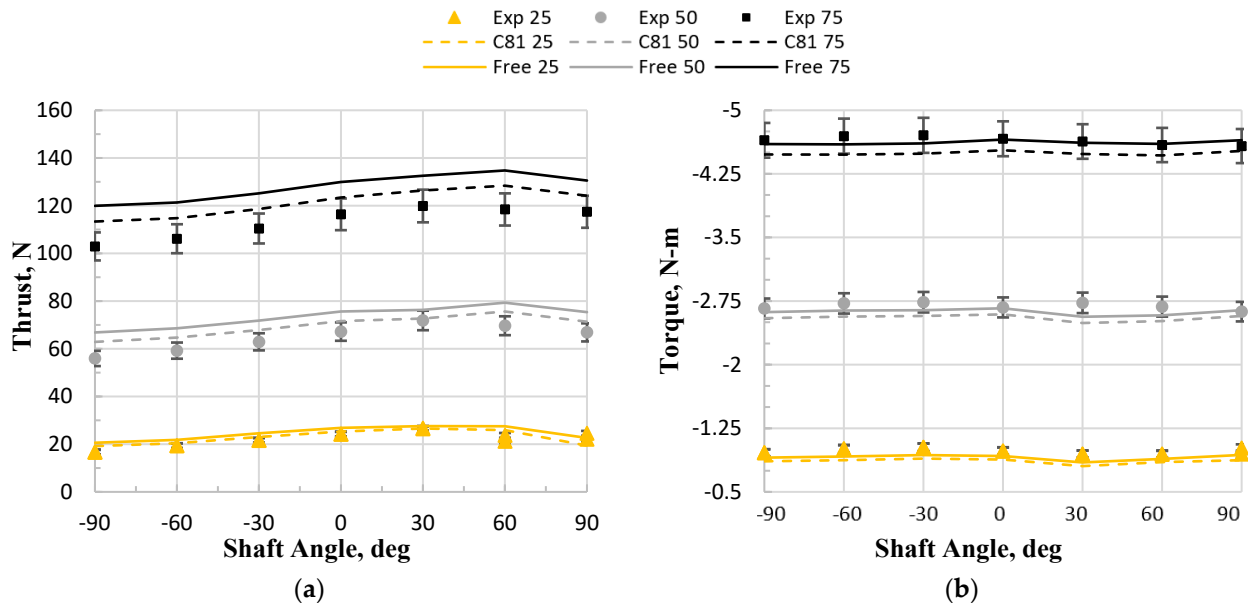 Exp 25 Exp 50 Exp 75
C81 25 C81 50 C81 75
Free 25 Free 50 Free 75
160
140
120
100
80
60
40
20
0
Thrust, N
-90 -60 -30 0 30 60 90
Shaft Angle, deg
(a)
-5
-4.25
-3.5
-2.75
-2
-1.25
-0.5
Torque, N-m
-90 -60 -30 0 30 60 90
Shaft Angle, deg
(b)